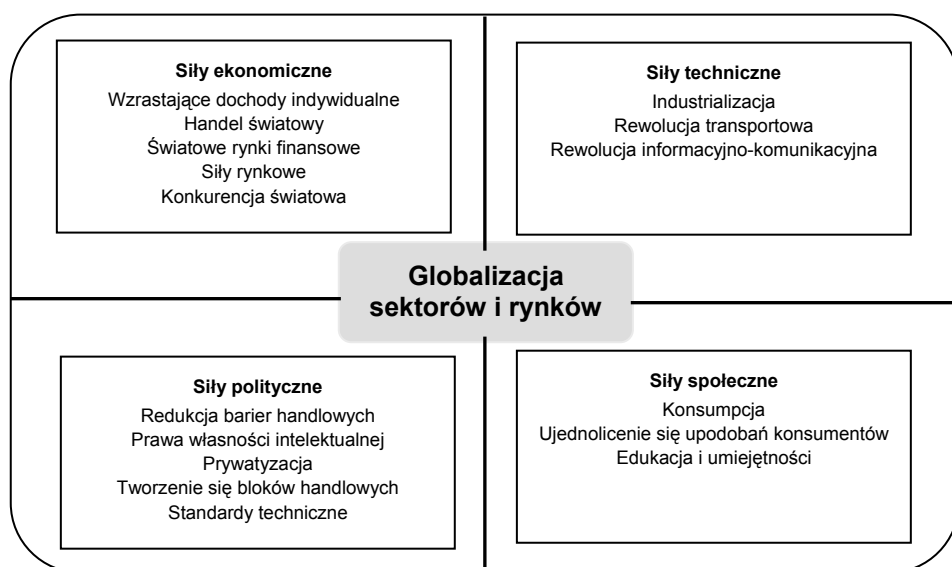 Siły ekonomiczne
Wzrastające dochody indywidualne
Handel światowy
Światowe rynki finansowe
Siły rynkowe
Konkurencja światowa
Siły techniczne
Industrializacja
Rewolucja transportowa
Rewolucja informacyjno-komunikacyjna
Globalizacja
sektorów i rynków
Siły polityczne
Redukcja barier handlowych
Prawa własności intelektualnej
Prywatyzacja
Tworzenie się bloków handlowych
Standardy techniczne
Siły społeczne
Konsumpcja
Ujednolicenie się upodobań konsumentów
Edukacja i umiejętności